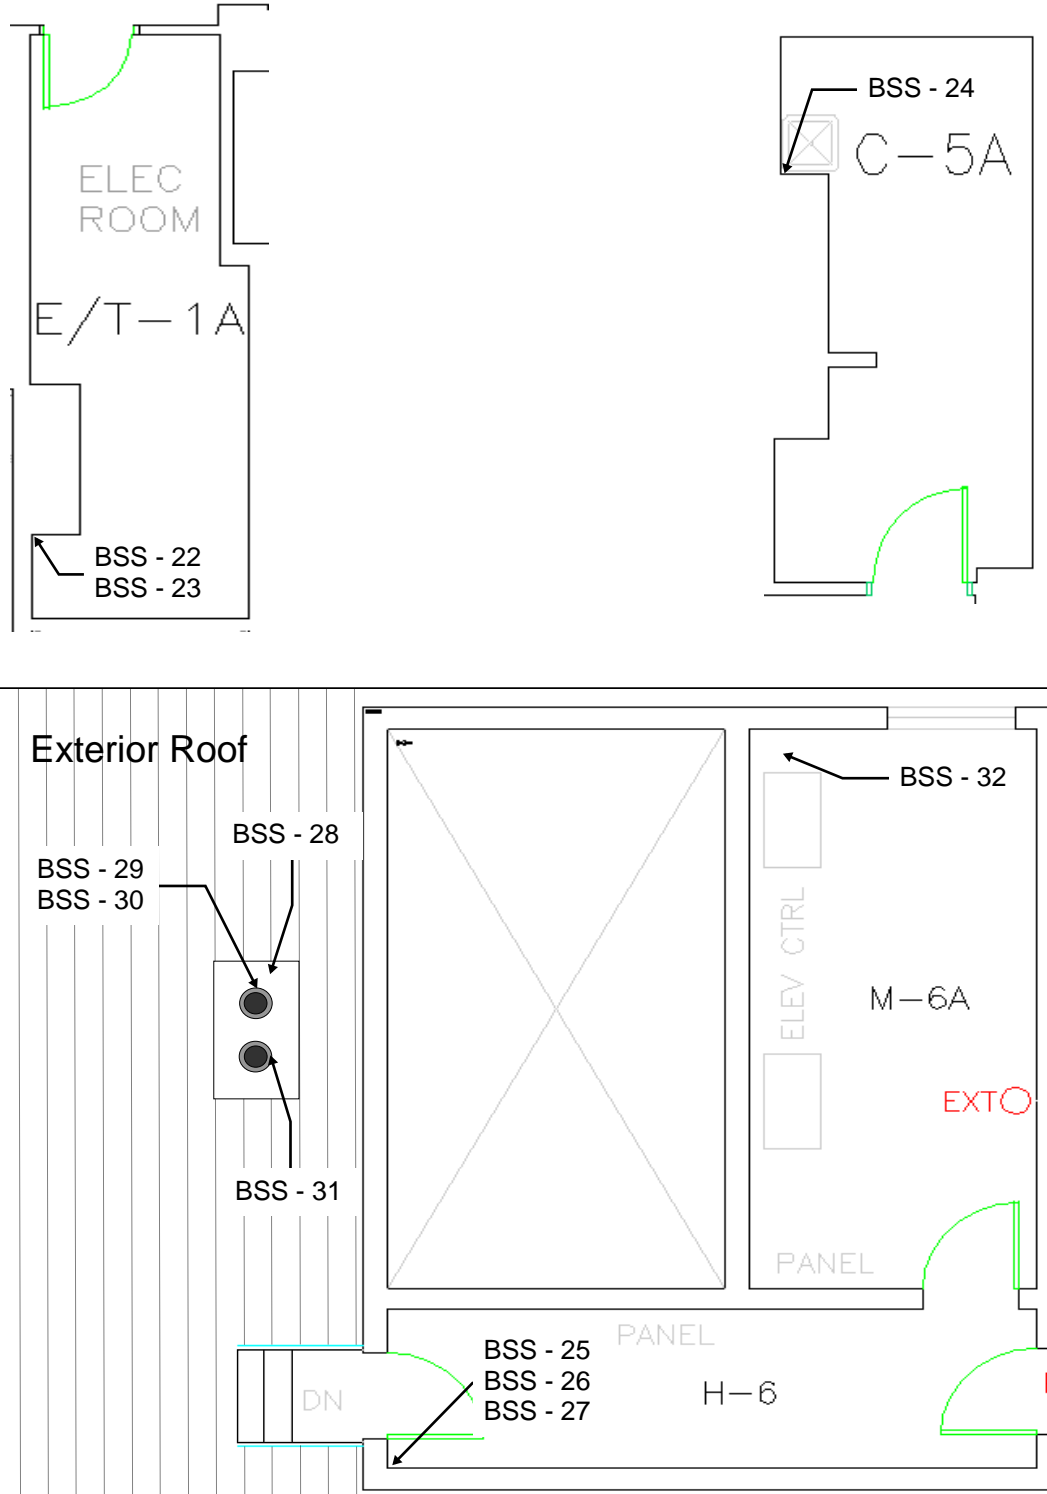 BSS - 24
C-5A
ELEC
ROOM
E/T-1A
BSS - 22
BSS - 23
Exterior Roof
BSS - 32
BSS - 28
BSS - 29
BSS - 30
ELEV CTRL
M-6A
EXT
BSS - 31
PANEL
PANEL
BSS - 25
BSS - 26
BSS - 27
H-6
DN